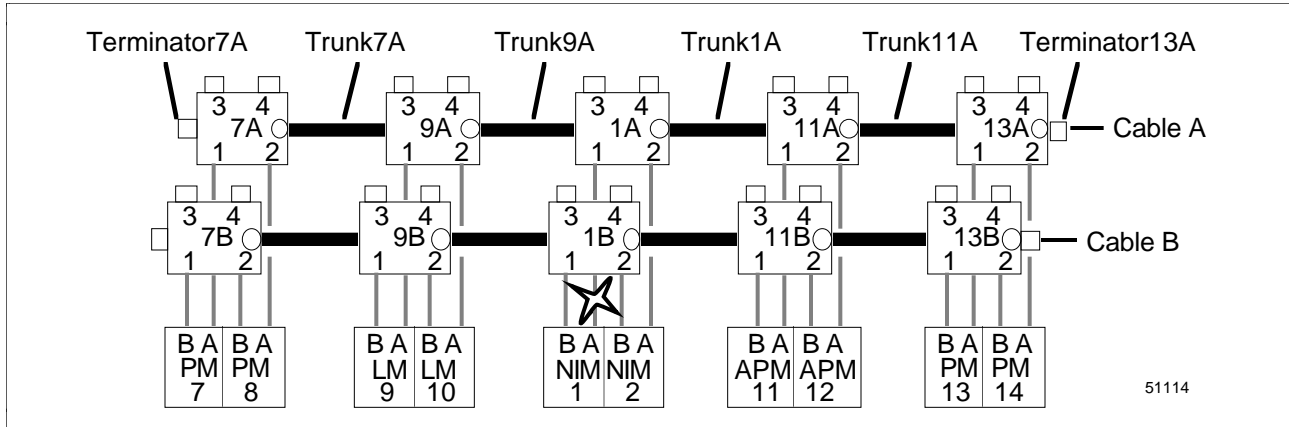 Terminator7A Trunk7A Trunk9A Trunk1A Trunk11A Terminator13A
3 4 3 4 3 4 3 4 3 4
7A 9A 1A 11A 13A Cable A
1 2 1 2 1 2 1 2 1 2
3 4 3 4 3 4 3 4 3 4
7B 9B 1B 11B 13B Cable B
1 2 1 2 1 2 1 2 1 2
B A B A B A B A B A B A B A B A B A B A
PM PM LM LM NIM NIM APM APM PM PM
7 8 9 10 1 2 11 12 13 14
51114